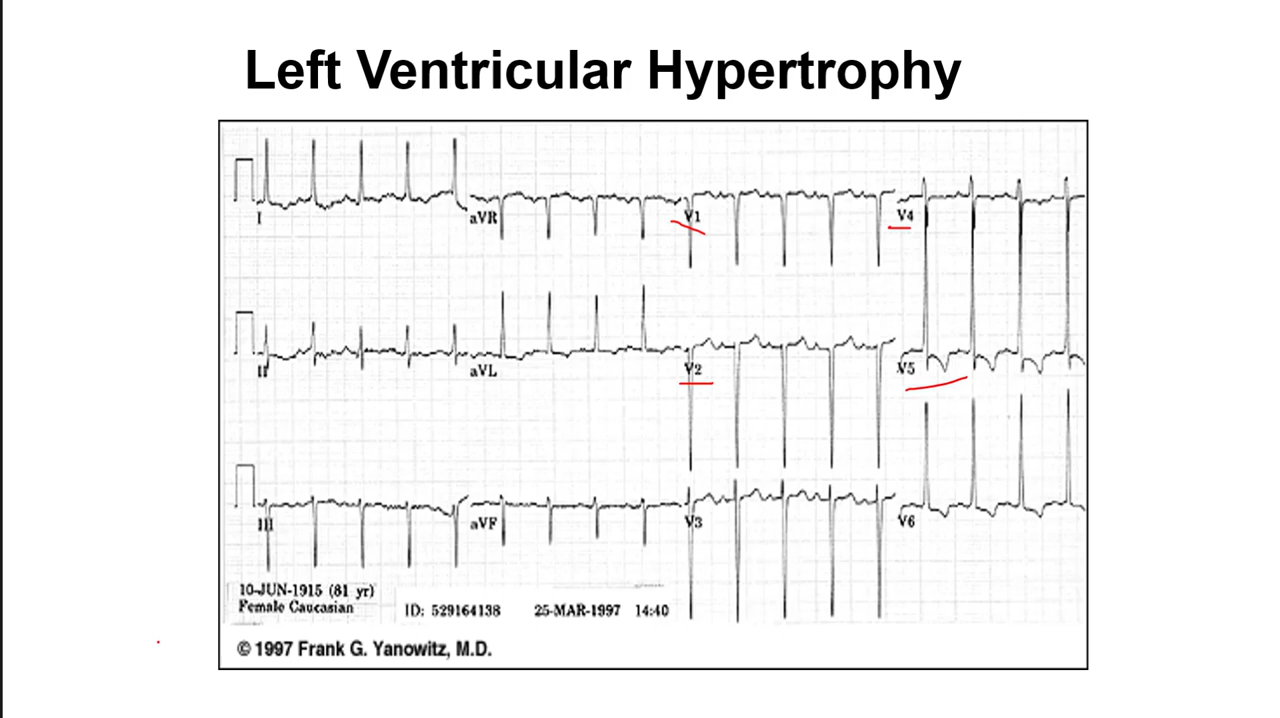 Left Ventricular Hypertrophy
I
aVR
V1
V4
II
aVL
V2
V5
III
aVF
V3
V6
10-JUN-1915 (81 yr)
Female Caucasian
ID: 529164138 25-MAR-1997 14:40
© 1997 Frank G. Yanowitz, M.D.